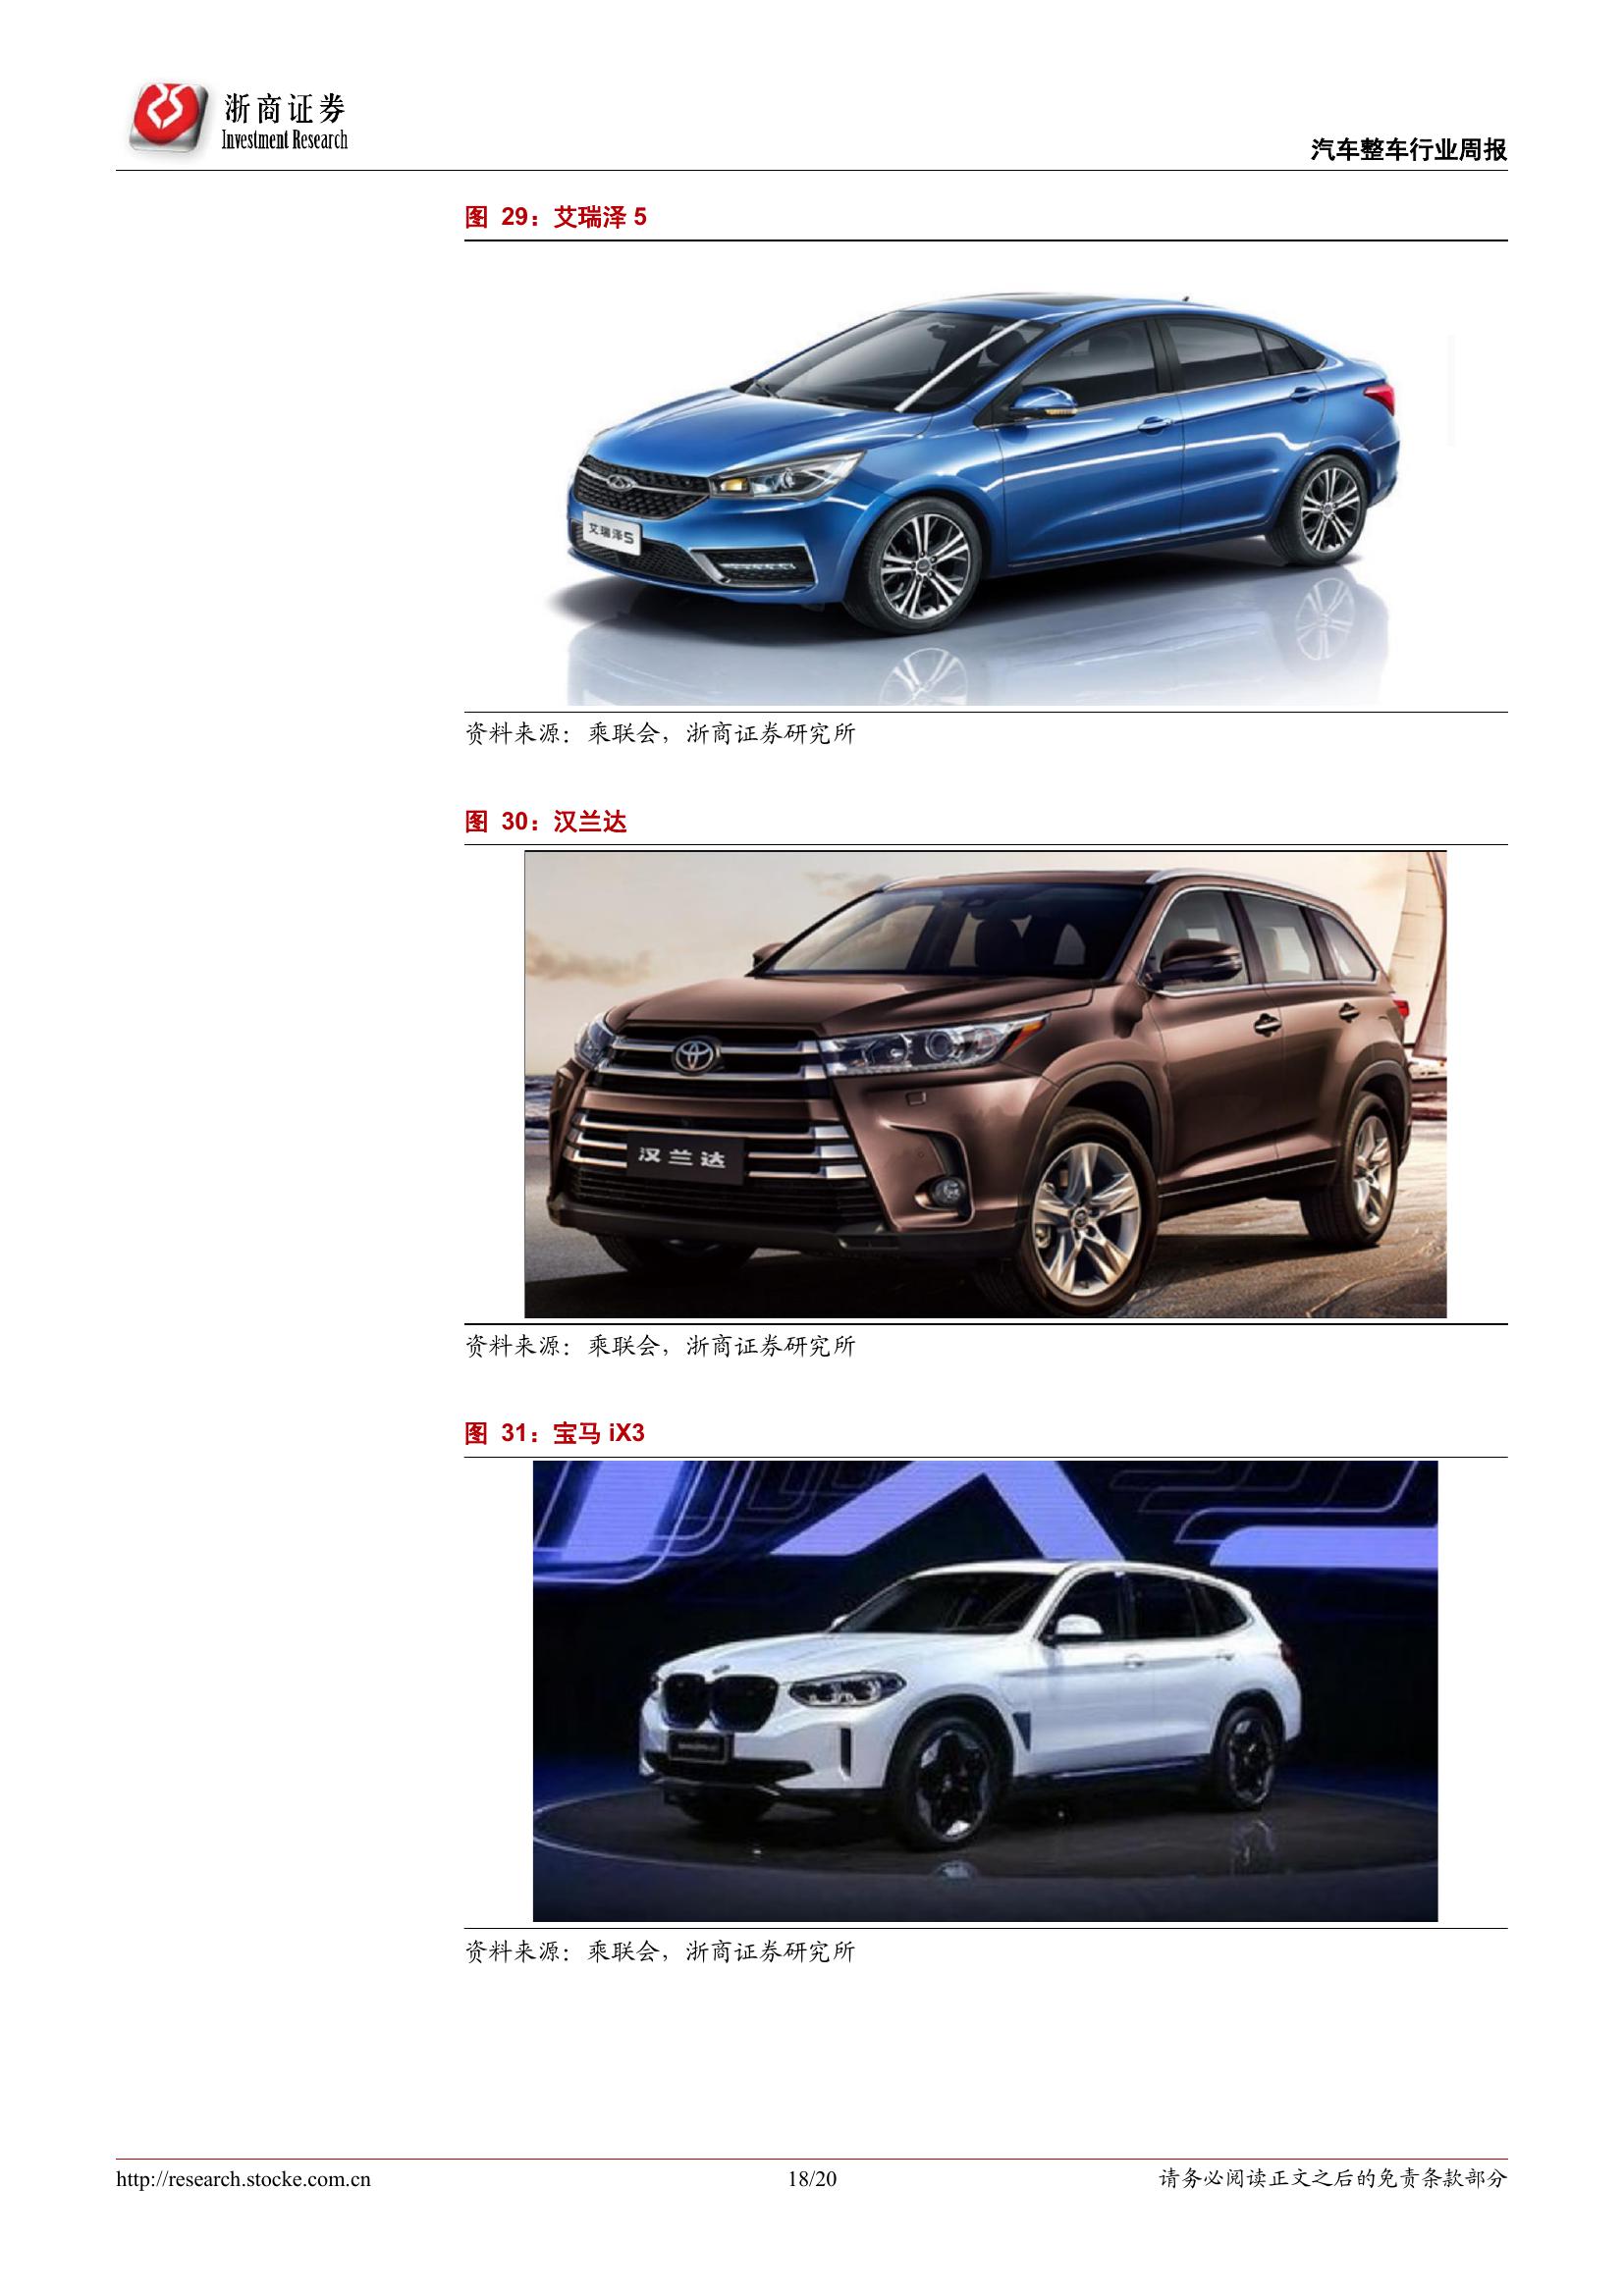 浙商证券
Investment Research
汽车整车行业周报
图 29：艾瑞泽 5
艾瑞泽5
资料来源：乘联会，浙商证券研究所
图 30：汉兰达
汉兰达
资料来源：乘联会，浙商证券研究所
图 31：宝马 iX3
资料来源：乘联会，浙商证券研究所
http://research.stocke.com.cn
18/20
请务必阅读正文之后的免责条款部分